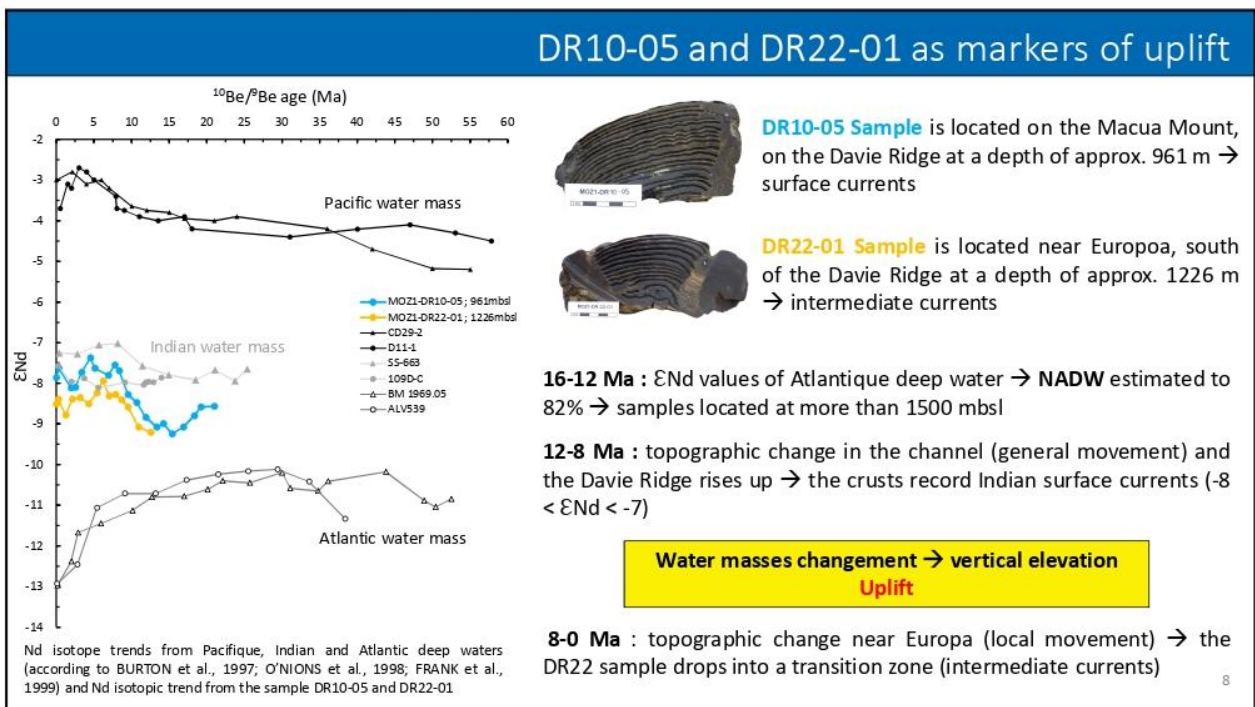 DR10-05 and DR22-01 as markers of uplift
¹⁰Be/⁹Be age (Ma)
0 5 10 15 20 25 30 35 40 45 50 55 60
-2
-3
-4
-5
-6
-7
-8
-9
-10
-11
-12
-13
-14
ƐNd
Pacific water mass
MOZ1-DR10-05; 961mbsl
MOZ1-DR22-01; 1226mbsl
CD29-2
D11-1
SS-663
109D-C
BM 1969.05
ALV539
Indian water mass
Atlantic water mass
Nd isotope trends from Pacifique, Indian and Atlantic deep waters
(according to BURTON et al., 1997; O'NIONS et al., 1998; FRANK et al.,
1999) and Nd isotopic trend from the sample DR10-05 and DR22-01
MOZ1-DR10-05
DR10-05 Sample is located on the Macua Mount,
on the Davie Ridge at a depth of approx. 961 m →
surface currents
DR22-01 Sample is located near Europoa, south
of the Davie Ridge at a depth of approx. 1226 m
→ intermediate currents
16-12 Ma : ƐNd values of Atlantique deep water → NADW estimated to
82% → samples located at more than 1500 mbsl
12-8 Ma : topographic change in the channel (general movement) and
the Davie Ridge rises up → the crusts record Indian surface currents (-8
< ƐNd < -7)
Water masses changement → vertical elevation
Uplift
8-0 Ma : topographic change near Europa (local movement) → the
DR22 sample drops into a transition zone (intermediate currents)
8